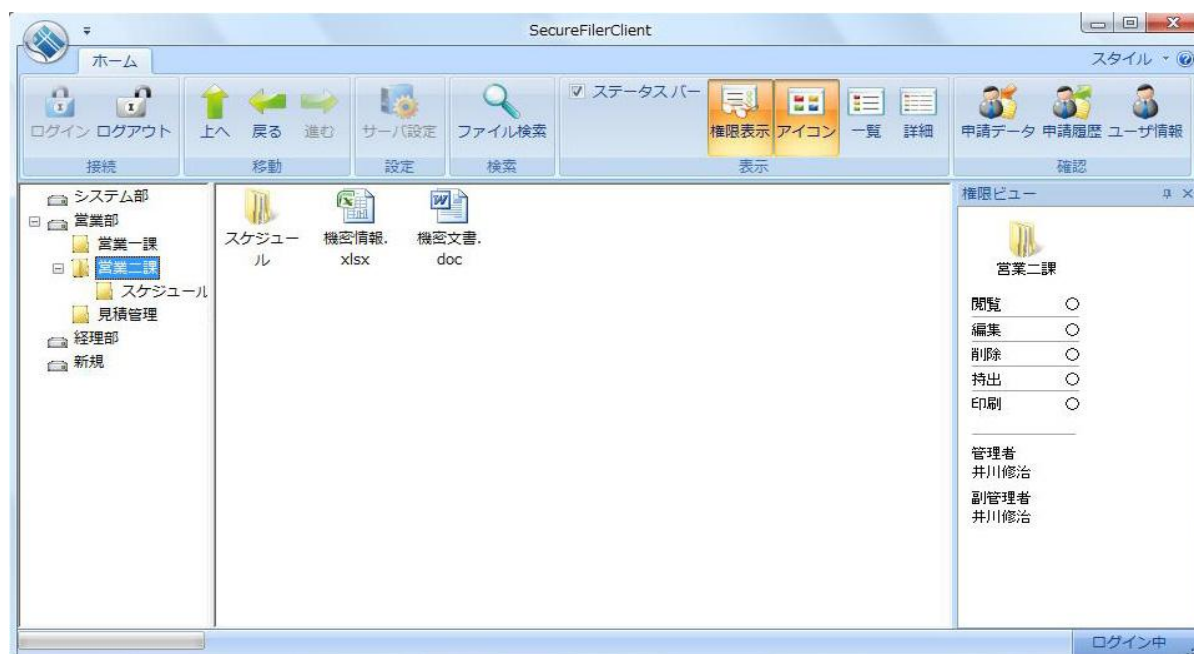 SecureFilerClient
ホーム
スタイル
ログイン ログアウト 上へ 戻る 進む サーバ設定 ファイル検索 ステータス バー 権限表示 アイコン 一覧 詳細 申請データ 申請履歴 ユーザ情報
接続 移動 設定 検索 表示 確認
システム部
営業部
営業一課
営業二課
スケジュール
見積管理
経理部
新規
スケジュー
ル
機密情報.
xlsx
機密文書.
doc
権限ビュー
営業二課
閲覧 ○
編集 ○
削除 ○
持出 ○
印刷 ○
管理者
井川修治
副管理者
井川修治
ログイン中